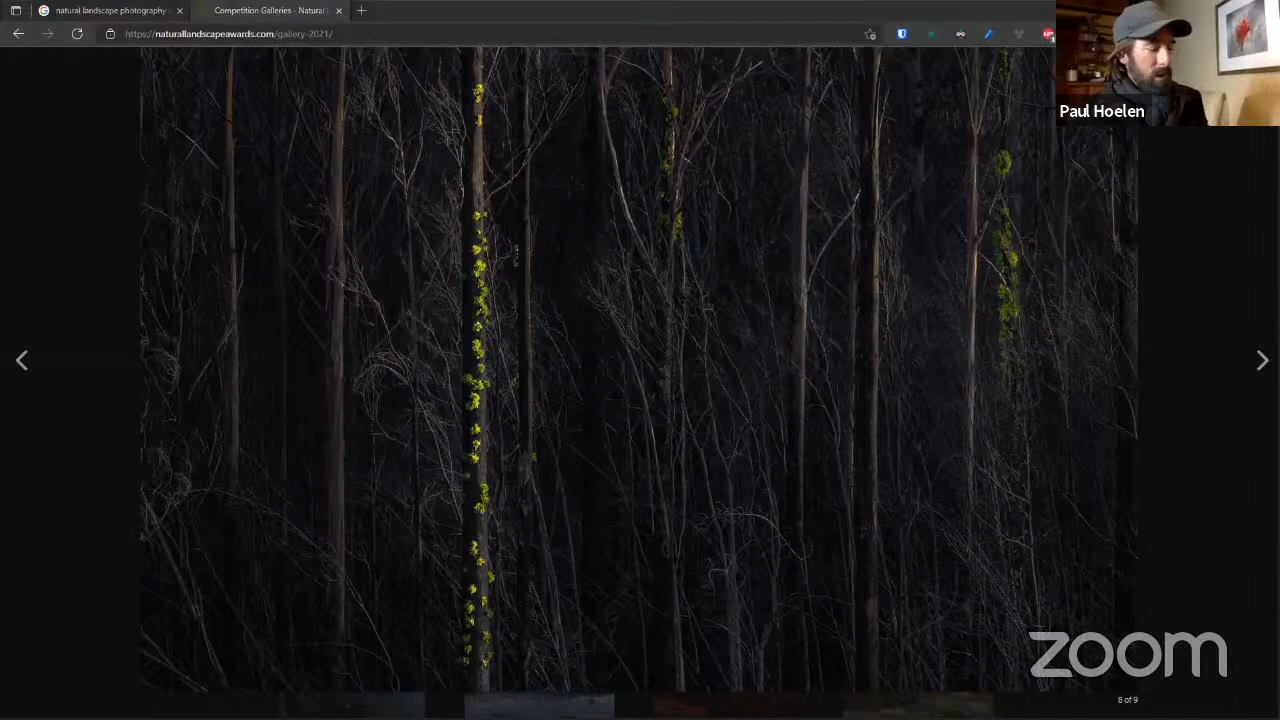 natural landscape photography
Competition Galleries - Natural
https://naturallandscapeawards.com/gallery-2021/
Paul Hoelen
zoom
8 of 9